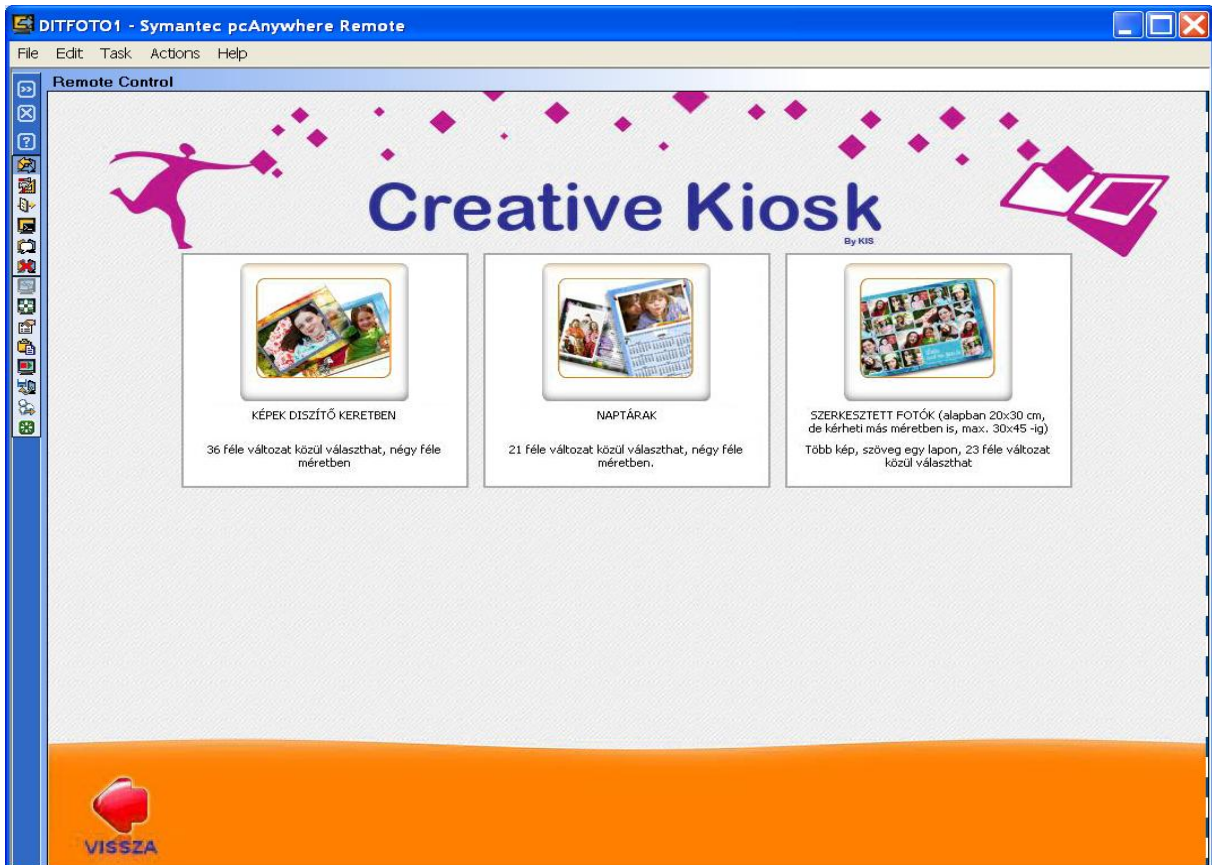 DITFOTO1 - Symantec pcAnywhere Remote
File Edit Task Actions Help
Remote Control
Creative Kiosk
By KIS
KÉPEK DISZÍTŐ KERETBEN
36 féle változat közül választhat, négy féle
méretben
NAPTÁRAK
21 féle változat közül választhat, négy féle
méretben.
SZERKESZTETT FOTÓK (alapban 20x30 cm,
de kérheti más méretben is, max. 30x45 -ig)
Több kép, szöveg egy lapon, 23 féle változat
közül választhat
VISSZA